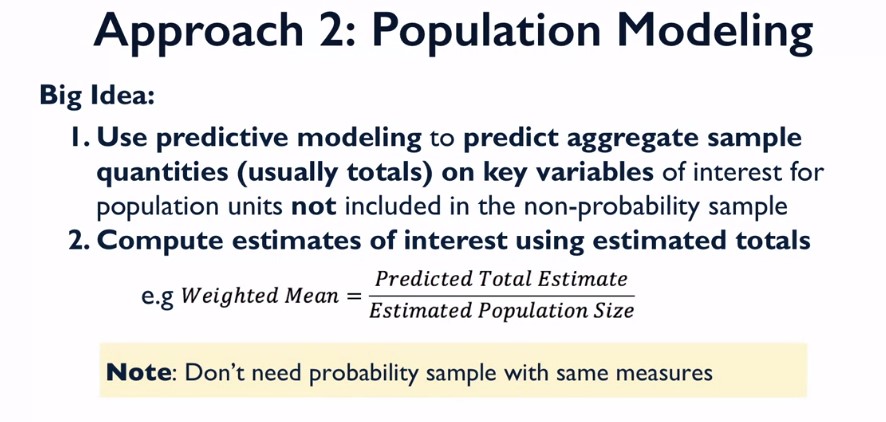 Approach 2: Population Modeling
Big Idea:
1. Use predictive modeling to predict aggregate sample
quantities (usually totals) on key variables of interest for
population units not included in the non-probability sample
2. Compute estimates of interest using estimated totals
e.g Weighted Mean = Predicted Total Estimate / Estimated Population Size
Note: Don't need probability sample with same measures